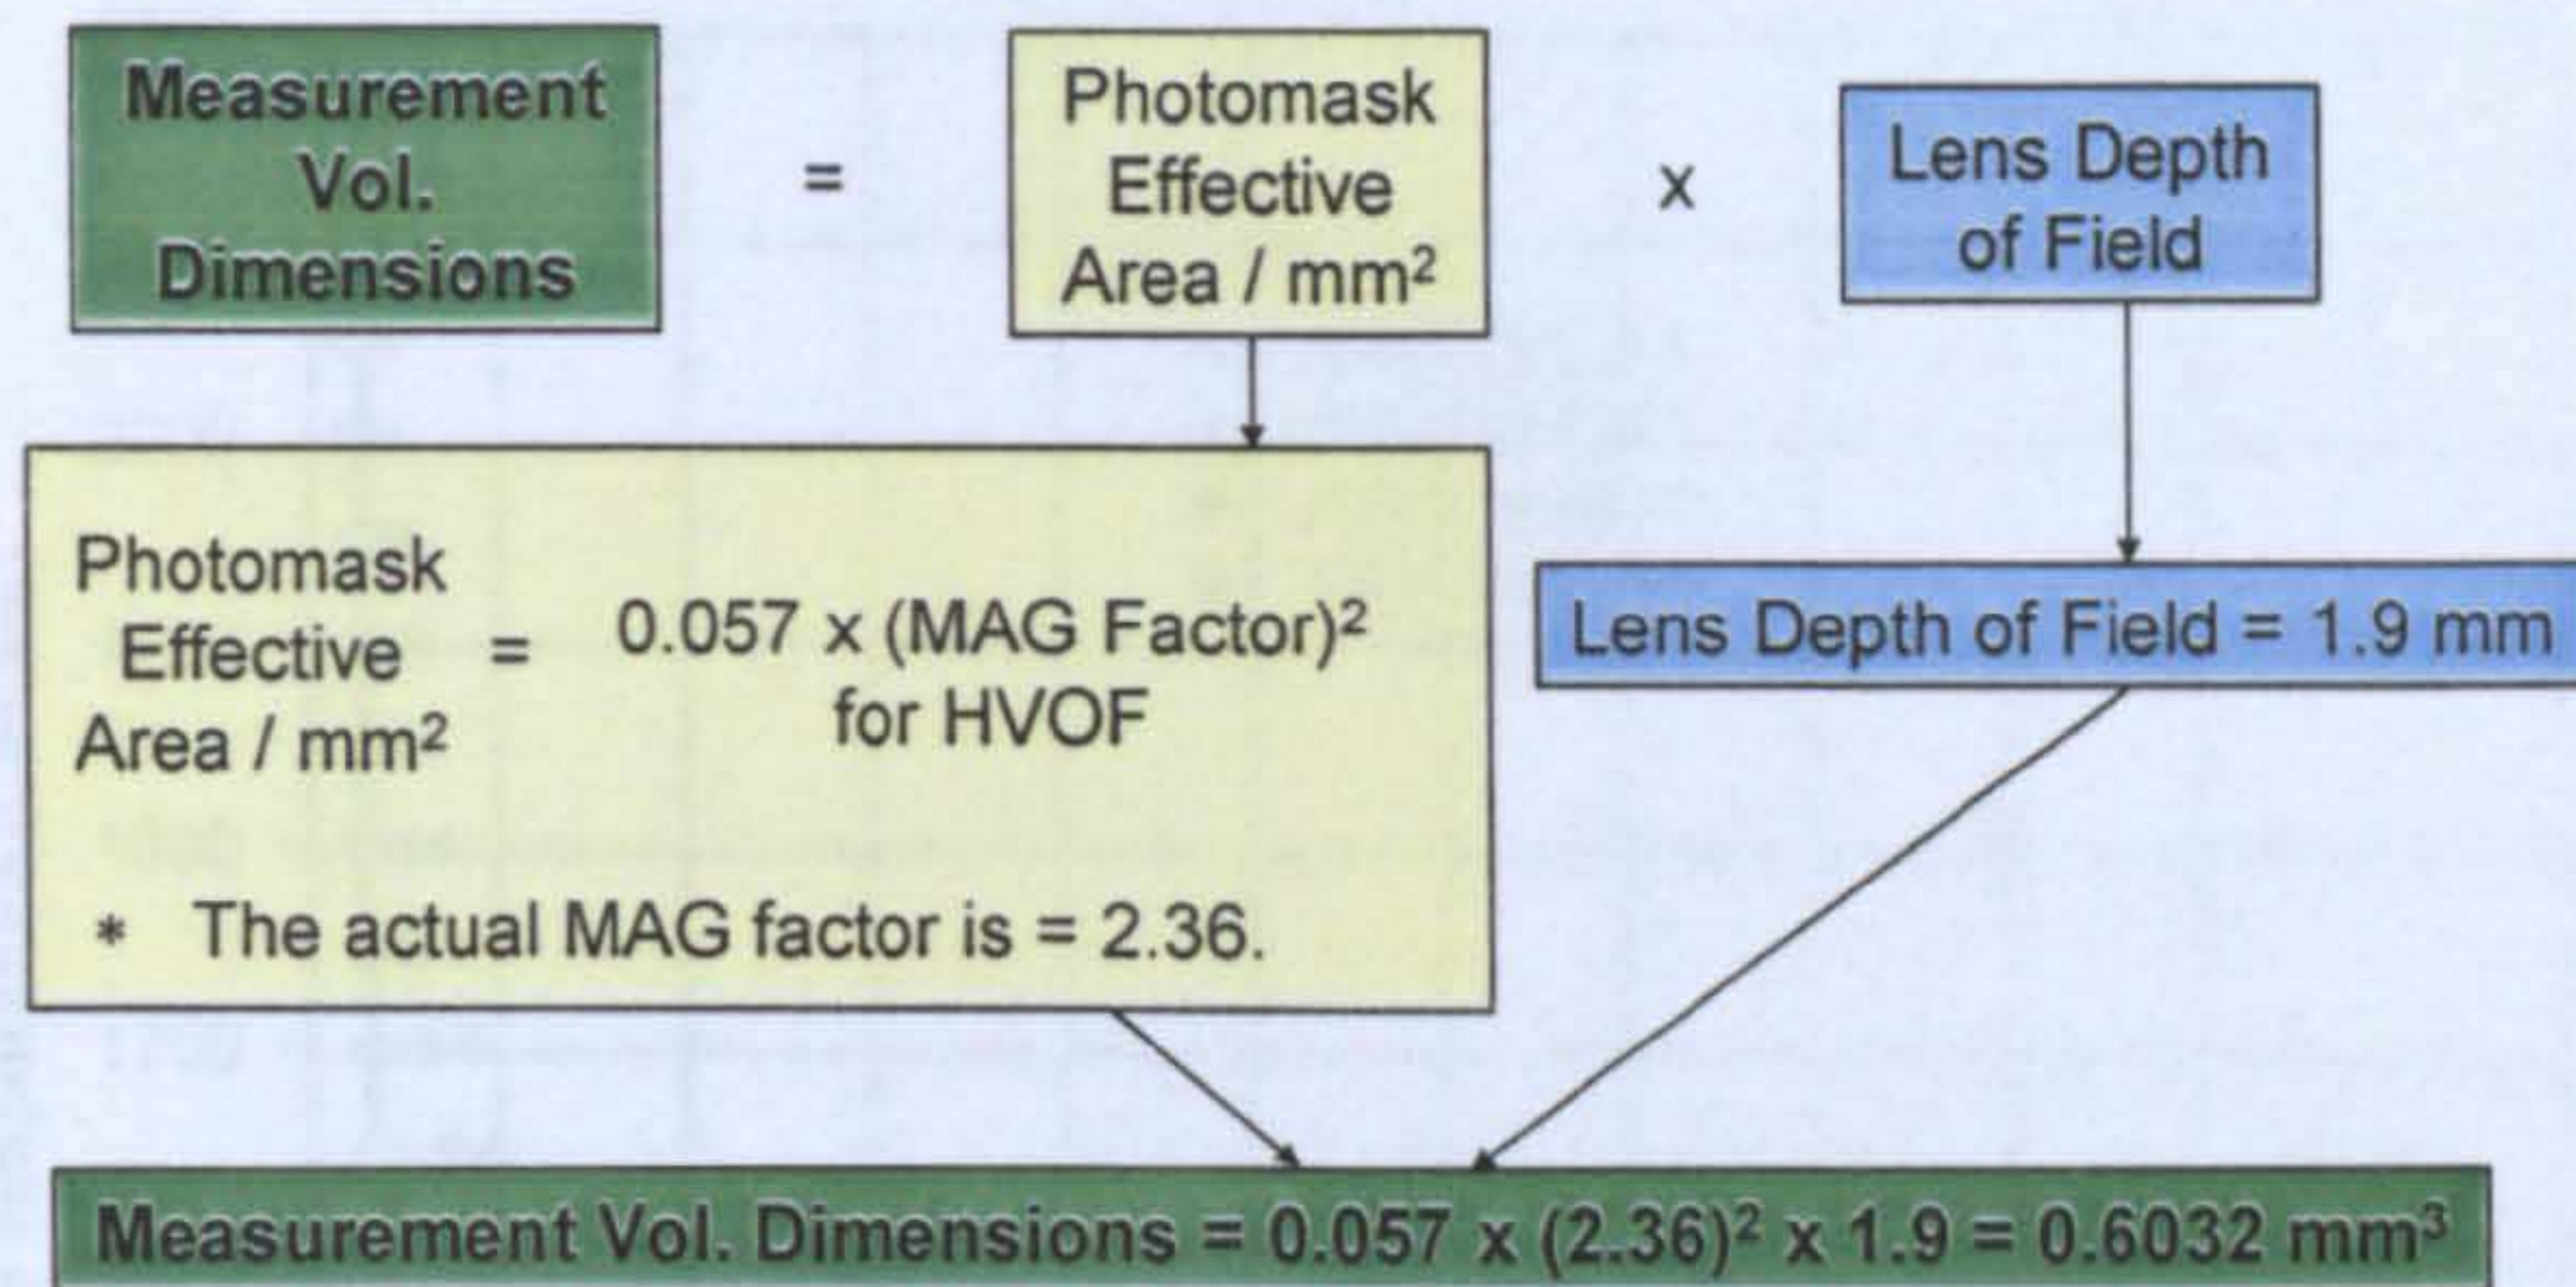 Measurement
Vol.
Dimensions
=
Photomask
Effective
Area / mm²
x
Lens Depth
of Field
Photomask
Effective
Area / mm²
=
0.057 x (MAG Factor)²
for HVOF
* The actual MAG factor is = 2.36.
Lens Depth of Field = 1.9 mm
Measurement Vol. Dimensions = 0.057 x (2.36)² x 1.9 = 0.6032 mm³